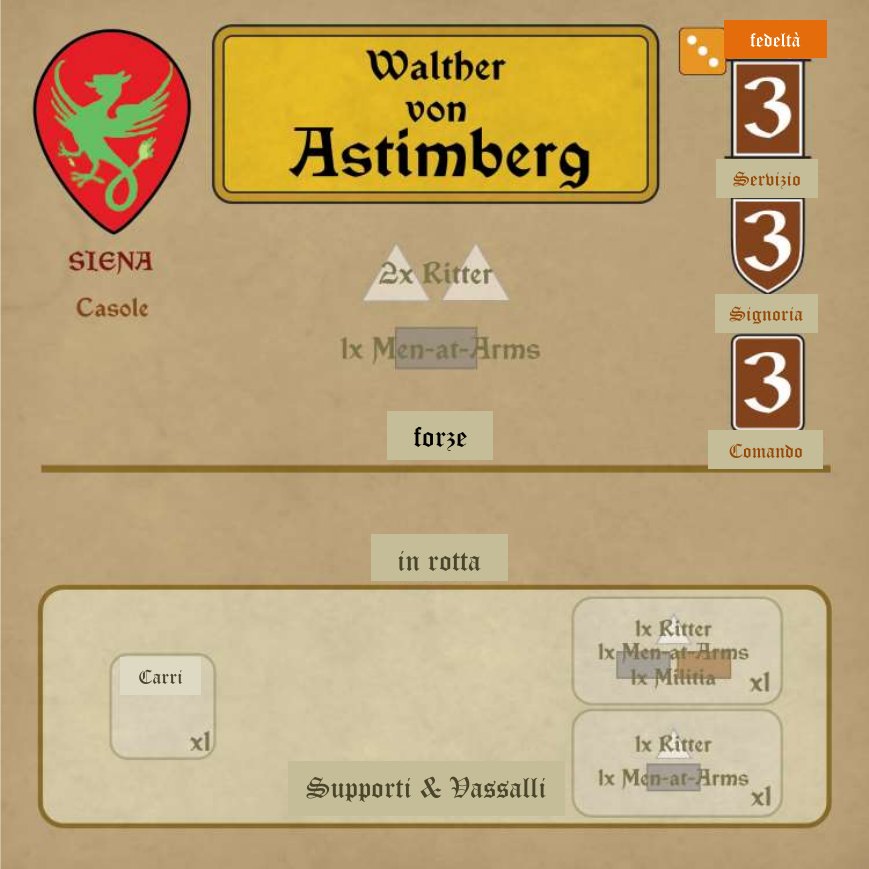 Walther
von
Astimberg
fedeltà
3
Servizio
3
Signoria
3
Comando
SIENA
Casole
2x Ritter
1x Men-at-Arms
forze
in rotta
Carri
x1
1x Ritter
1x Men-at-Arms
1x Militia
x1
1x Ritter
1x Men-at-Arms
x1
Supporti & Vassalli